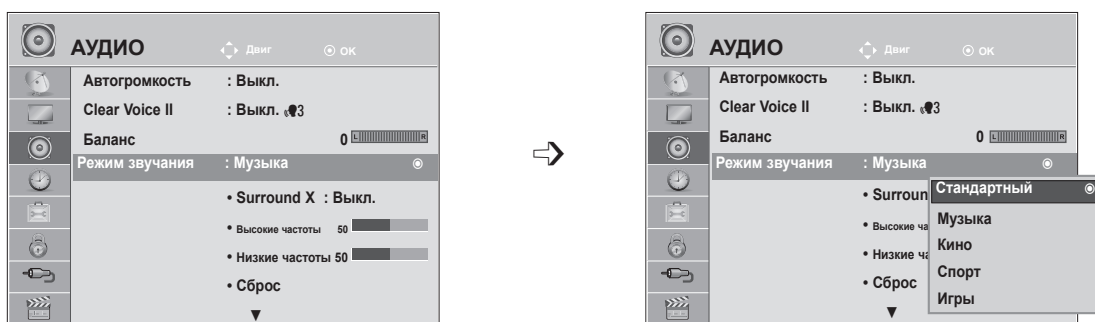 АУДИО
Двиг
ОК
Автогромкость : Выкл.
Clear Voice II : Выкл. 3
Баланс 0 L R
Режим звучания : Музыка
• Surround X : Выкл.
• Высокие частоты 50
• Низкие частоты 50
• Сброс
АУДИО
Двиг
ОК
Автогромкость : Выкл.
Clear Voice II : Выкл. 3
Баланс 0 L R
Режим звучания : Музыка
• Surroun
• Высокие ча
• Низкие ча
• Сброс
Стандартный
Музыка
Кино
Спорт
Игры